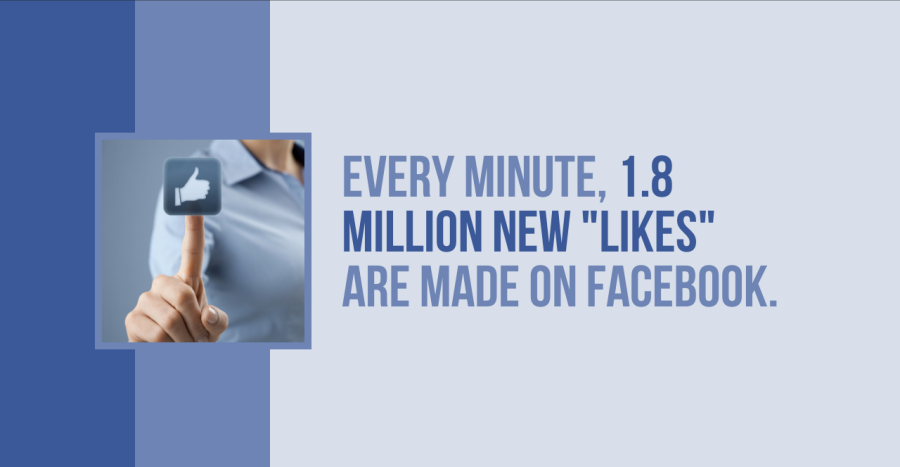 EVERY MINUTE, 1.8
MILLION NEW "LIKES"
ARE MADE ON FACEBOOK.